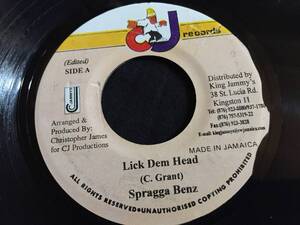 CJ
records
(Edited)
SIDE A
Distributed by
King Jammy's
38 St. Lucia Rd.
Kingston 11
Arranged &
Produced By:
Christopher James
for CJ Productions
Lick Dem Head
(C. Grant)
MADE IN JAMAICA
Spragga Benz
ALL RIGHTS RESERVED•UNAUTHORISED COPYING PROHIBITED